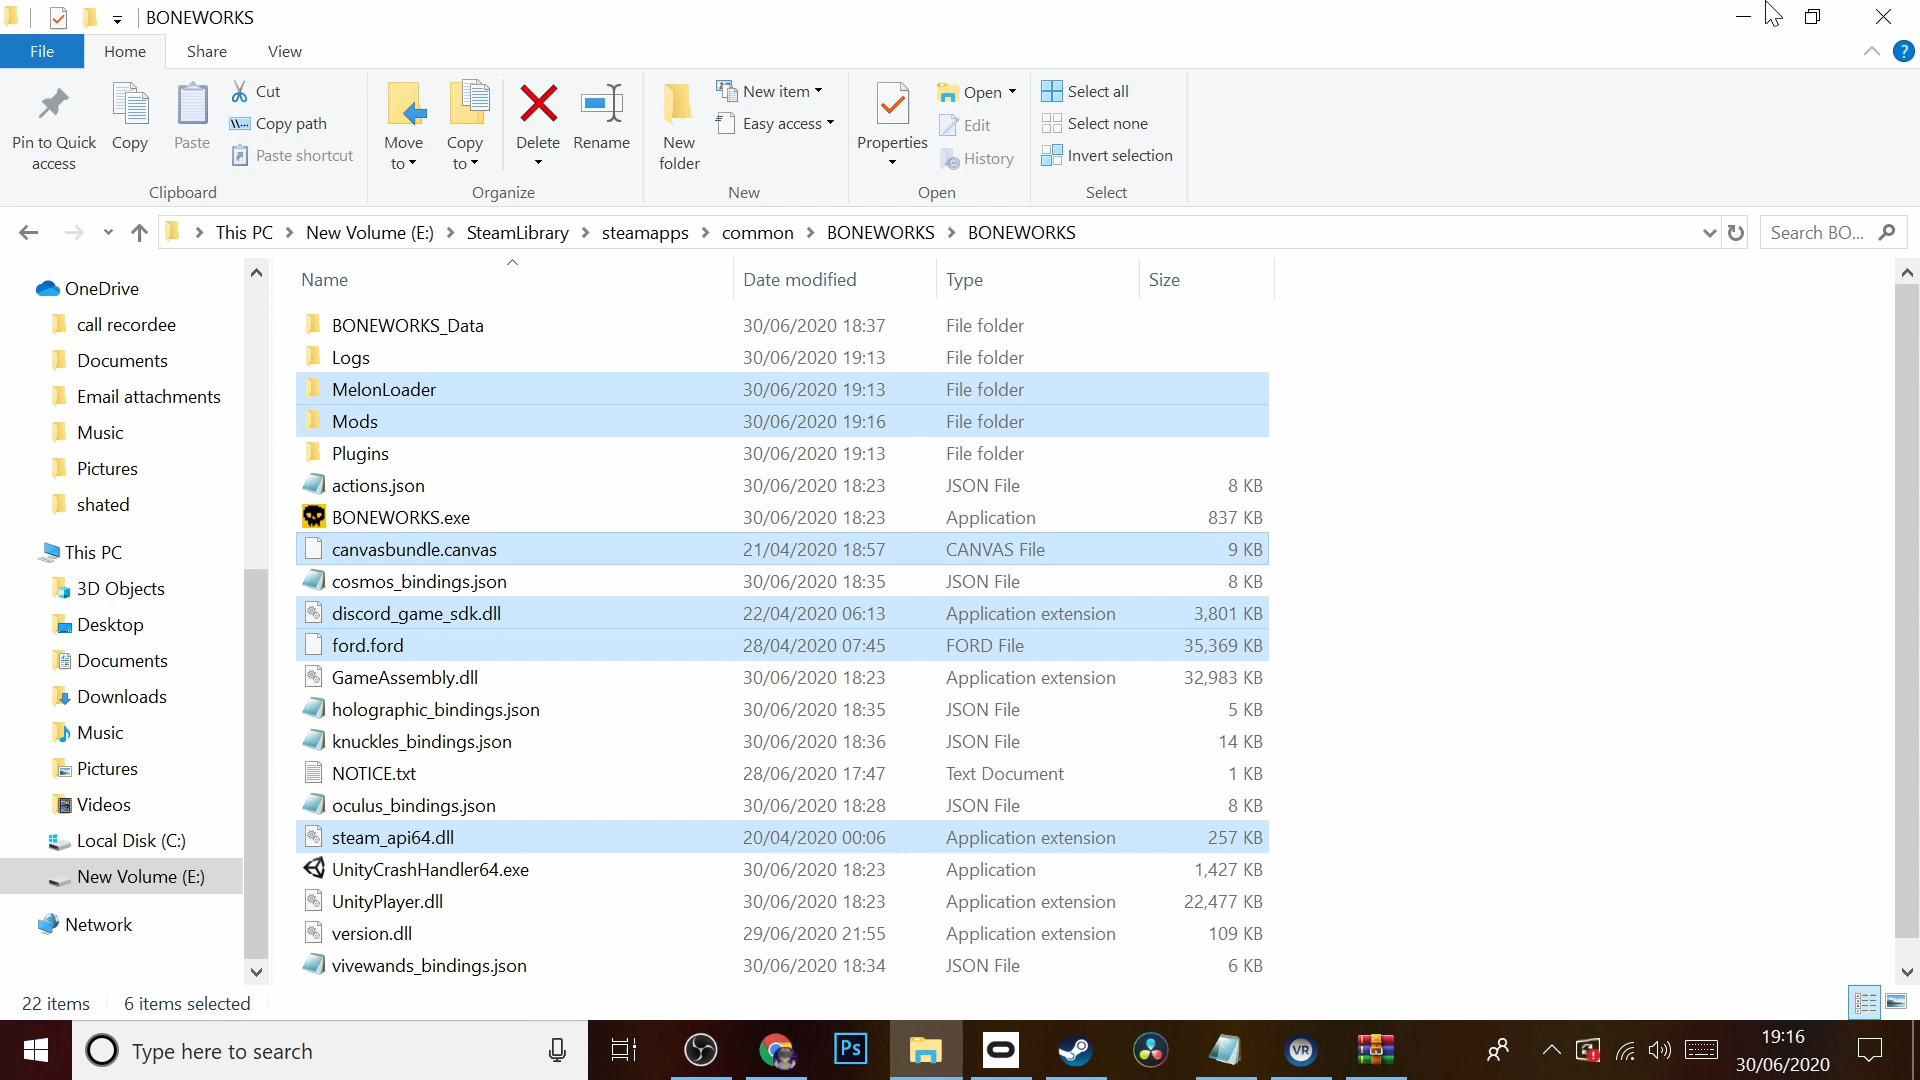 BONEWORKS
File Home Share View
Pin to Quick access
Copy
Paste
Cut
Copy path
Paste shortcut
Clipboard
Move to
Copy to
Delete
Rename
Organize
New folder
New item
Easy access
New
Properties
Open
Edit
History
Open
Select all
Select none
Invert selection
Select
This PC > New Volume (E:) > SteamLibrary > steamapps > common > BONEWORKS > BONEWORKS
Search BO...
OneDrive
call recordee
Documents
Email attachments
Music
Pictures
shated
This PC
3D Objects
Desktop
Documents
Downloads
Music
Pictures
Videos
Local Disk (C:)
New Volume (E:)
Network
Name Date modified Type Size
BONEWORKS_Data 30/06/2020 18:37 File folder
Logs 30/06/2020 19:13 File folder
MelonLoader 30/06/2020 19:13 File folder
Mods 30/06/2020 19:16 File folder
Plugins 30/06/2020 19:13 File folder
actions.json 30/06/2020 18:23 JSON File 8 KB
BONEWORKS.exe 30/06/2020 18:23 Application 837 KB
canvasbundle.canvas 21/04/2020 18:57 CANVAS File 9 KB
cosmos_bindings.json 30/06/2020 18:35 JSON File 8 KB
discord_game_sdk.dll 22/04/2020 06:13 Application extension 3,801 KB
ford.ford 28/04/2020 07:45 FORD File 35,369 KB
GameAssembly.dll 30/06/2020 18:23 Application extension 32,983 KB
holographic_bindings.json 30/06/2020 18:35 JSON File 5 KB
knuckles_bindings.json 30/06/2020 18:36 JSON File 14 KB
NOTICE.txt 28/06/2020 17:47 Text Document 1 KB
oculus_bindings.json 30/06/2020 18:28 JSON File 8 KB
steam_api64.dll 20/04/2020 00:06 Application extension 257 KB
UnityCrashHandler64.exe 30/06/2020 18:23 Application 1,427 KB
UnityPlayer.dll 30/06/2020 18:23 Application extension 22,477 KB
version.dll 29/06/2020 21:55 Application extension 109 KB
vivewands_bindings.json 30/06/2020 18:34 JSON File 6 KB
22 items 6 items selected
Type here to search
Ps
VR
19:16
30/06/2020